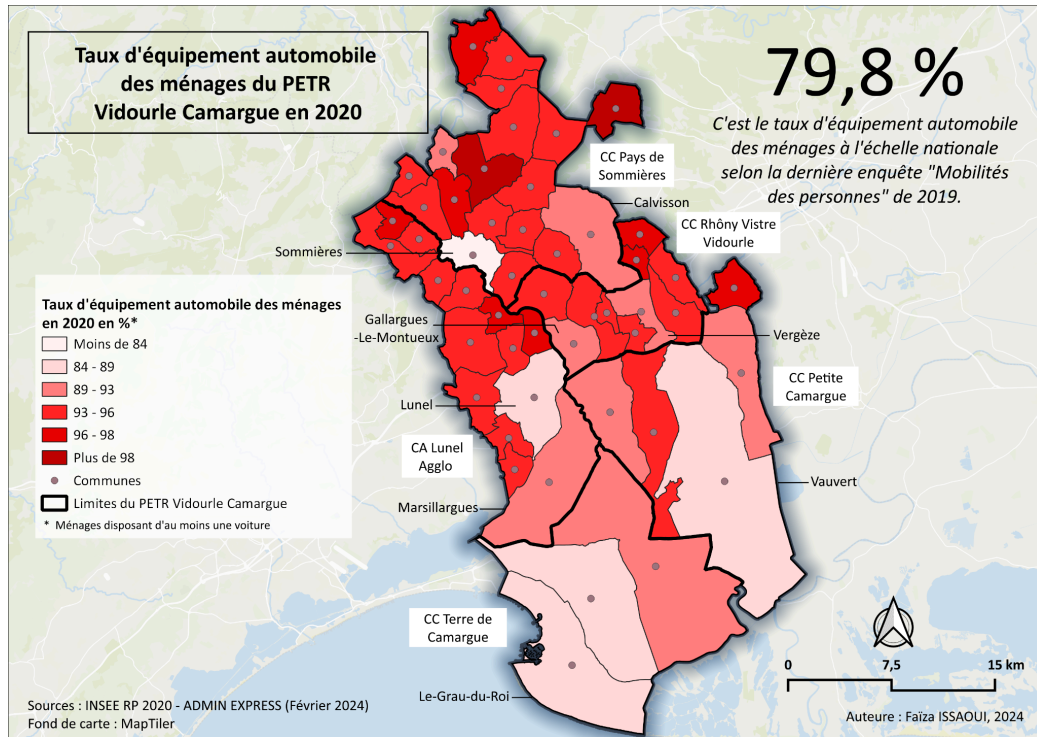 Taux d'équipement automobile
des ménages du PETR
Vidourle Camargue en 2020
79,8 %
C'est le taux d'équipement automobile
des ménages à l'échelle nationale
selon la dernière enquête "Mobilités
des personnes" de 2019.
CC Pays de
Sommières
Calvisson
CC Rhôny Vistre
Vidourle
Sommières
Taux d'équipement automobile des ménages
en 2020 en %*
Moins de 84
84 - 89
89 - 93
93 - 96
96 - 98
Plus de 98
Communes
Limites du PETR Vidourle Camargue
* Ménages disposant d'au moins une voiture
Gallargues
-Le-Montueux
Vergèze
CC Petite
Camargue
Lunel
CA Lunel
Agglo
Marsillargues
Vauvert
CC Terre de
Camargue
Le-Grau-du-Roi
0 7,5 15 km
Sources : INSEE RP 2020 - ADMIN EXPRESS (Février 2024)
Fond de carte : MapTiler
Auteure : Faïza ISSAOUI, 2024